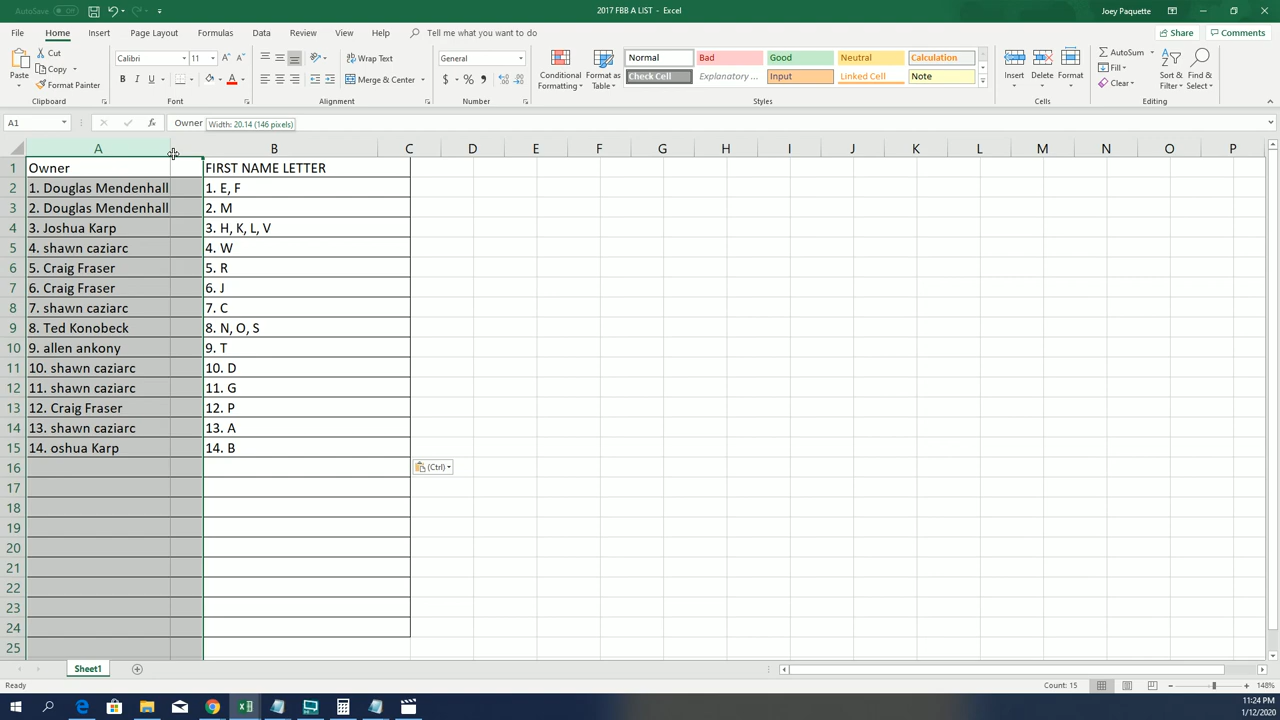 AutoSave Off 2017 FBB A LIST - Excel Joey Paquette
File Home Insert Page Layout Formulas Data Review View Help Tell me what you want to do Share Comments
Paste Cut Copy Format Painter Clipboard
Calibri 11 B I U A A A Font
Wrap Text Merge & Center Alignment
General $ % Number
Conditional Formatting Format as Table Normal Bad Good Neutral Calculation
Check Cell Explanatory ... Input Linked Cell Note Styles
Insert Delete Format Cells
AutoSum Fill Clear Sort & Filter Find & Select Editing
A1 fx Owner Width: 20.14 (146 pixels)
A B C D E F G H I J K L M N O P
1 Owner FIRST NAME LETTER
2 1. Douglas Mendenhall 1. E, F
3 2. Douglas Mendenhall 2. M
4 3. Joshua Karp 3. H, K, L, V
5 4. shawn caziarc 4. W
6 5. Craig Fraser 5. R
7 6. Craig Fraser 6. J
8 7. shawn caziarc 7. C
9 8. Ted Konobeck 8. N, O, S
10 9. allen ankony 9. T
11 10. shawn caziarc 10. D
12 11. shawn caziarc 11. G
13 12. Craig Fraser 12. P
14 13. shawn caziarc 13. A
15 14. oshua Karp 14. B
16 (Ctrl)
17
18
19
20
21
22
23
24
25
Sheet1
Ready Count: 15 148%
11:24 PM
1/12/2020